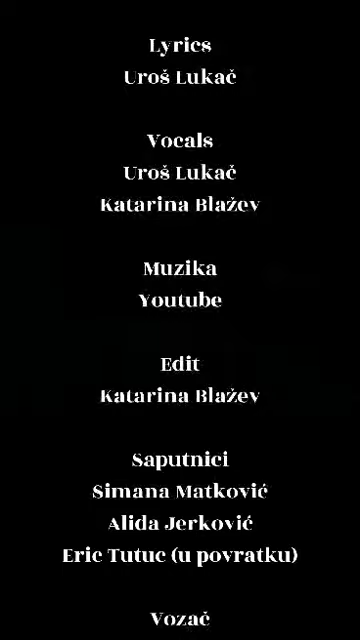 Lyrics
Uroš Lukač
Vocals
Uroš Lukač
Katarina Blažev
Muzika
Youtube
Edit
Katarina Blažev
Saputnici
Simana Matković
Alida Jerković
Eric Tutuc (u povratku)
Vozač